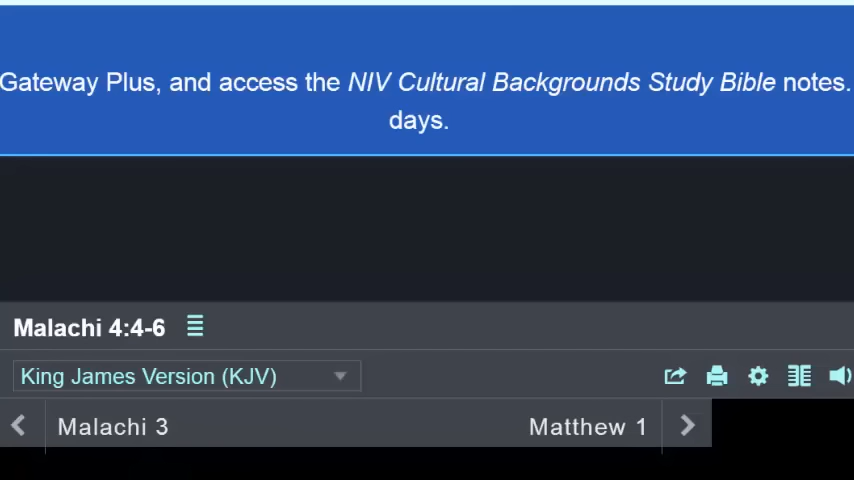 Gateway Plus, and access the NIV Cultural Backgrounds Study Bible notes.
days.
Malachi 4:4-6
King James Version (KJV)
Malachi 3
Matthew 1